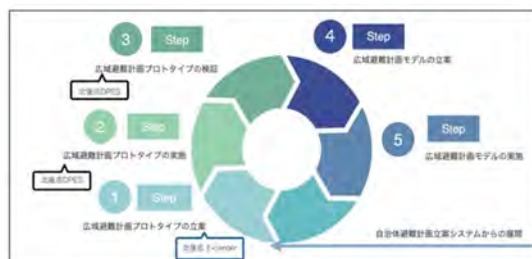 3 Step
広域避難計画プロトタイプの検証
4 Step
広域避難計画モデルの立案
2 Step
広域避難計画プロトタイプの実施
5 Step
広域避難計画モデルの実施
1 Step
広域避難計画プロトタイプの立案
自治体避難計画立案システムからの展開